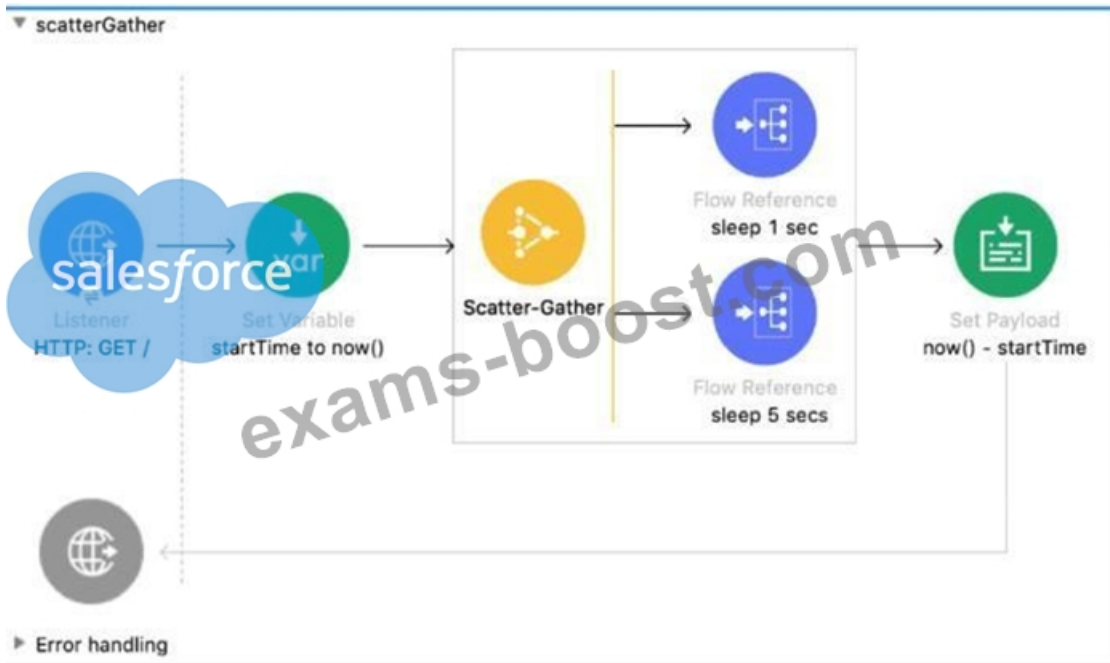 scatterGather
Flow Reference
sleep 1 sec
salesforce
var
Scatter-Gather
Listener
HTTP: GET /
Set Variable
startTime to now()
Set Payload
now() - startTime
Flow Reference
sleep 5 secs
exams-boost.com
Error handling